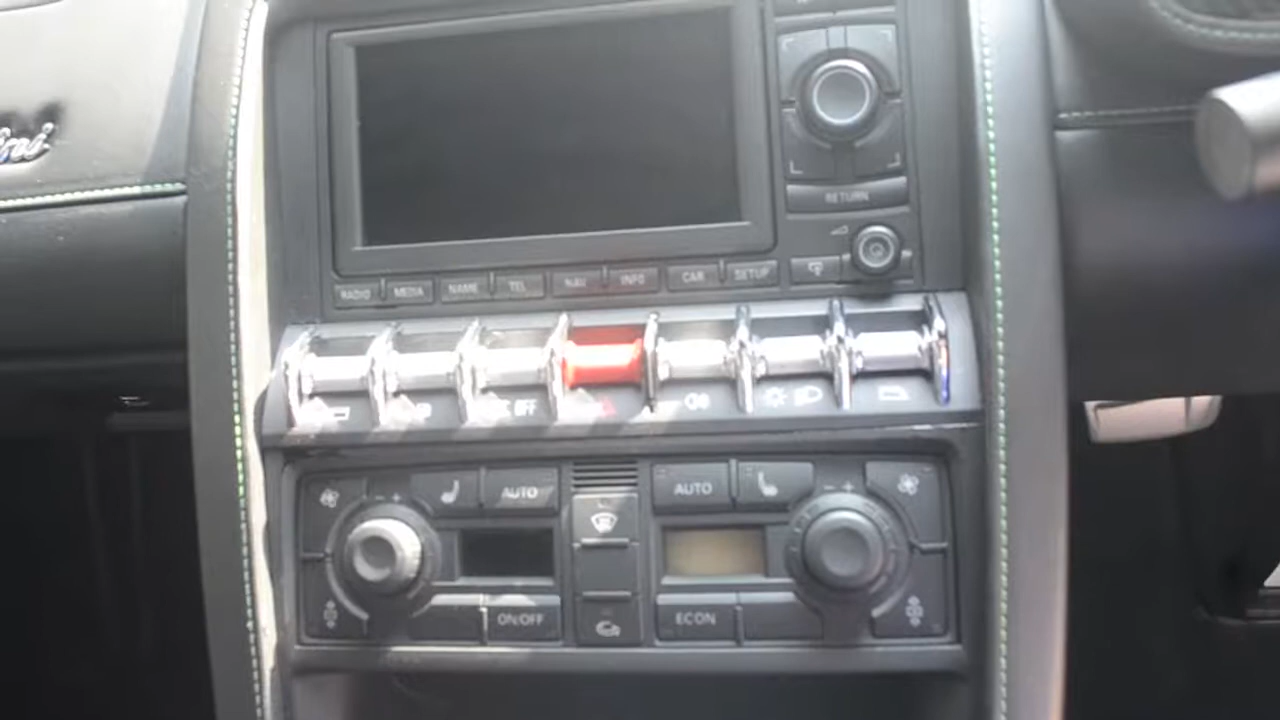 RETURN
RADIO MEDIA NAME TEL NAV INFO CAR SETUP
OFF
AUTO AUTO
ON/OFF ECON